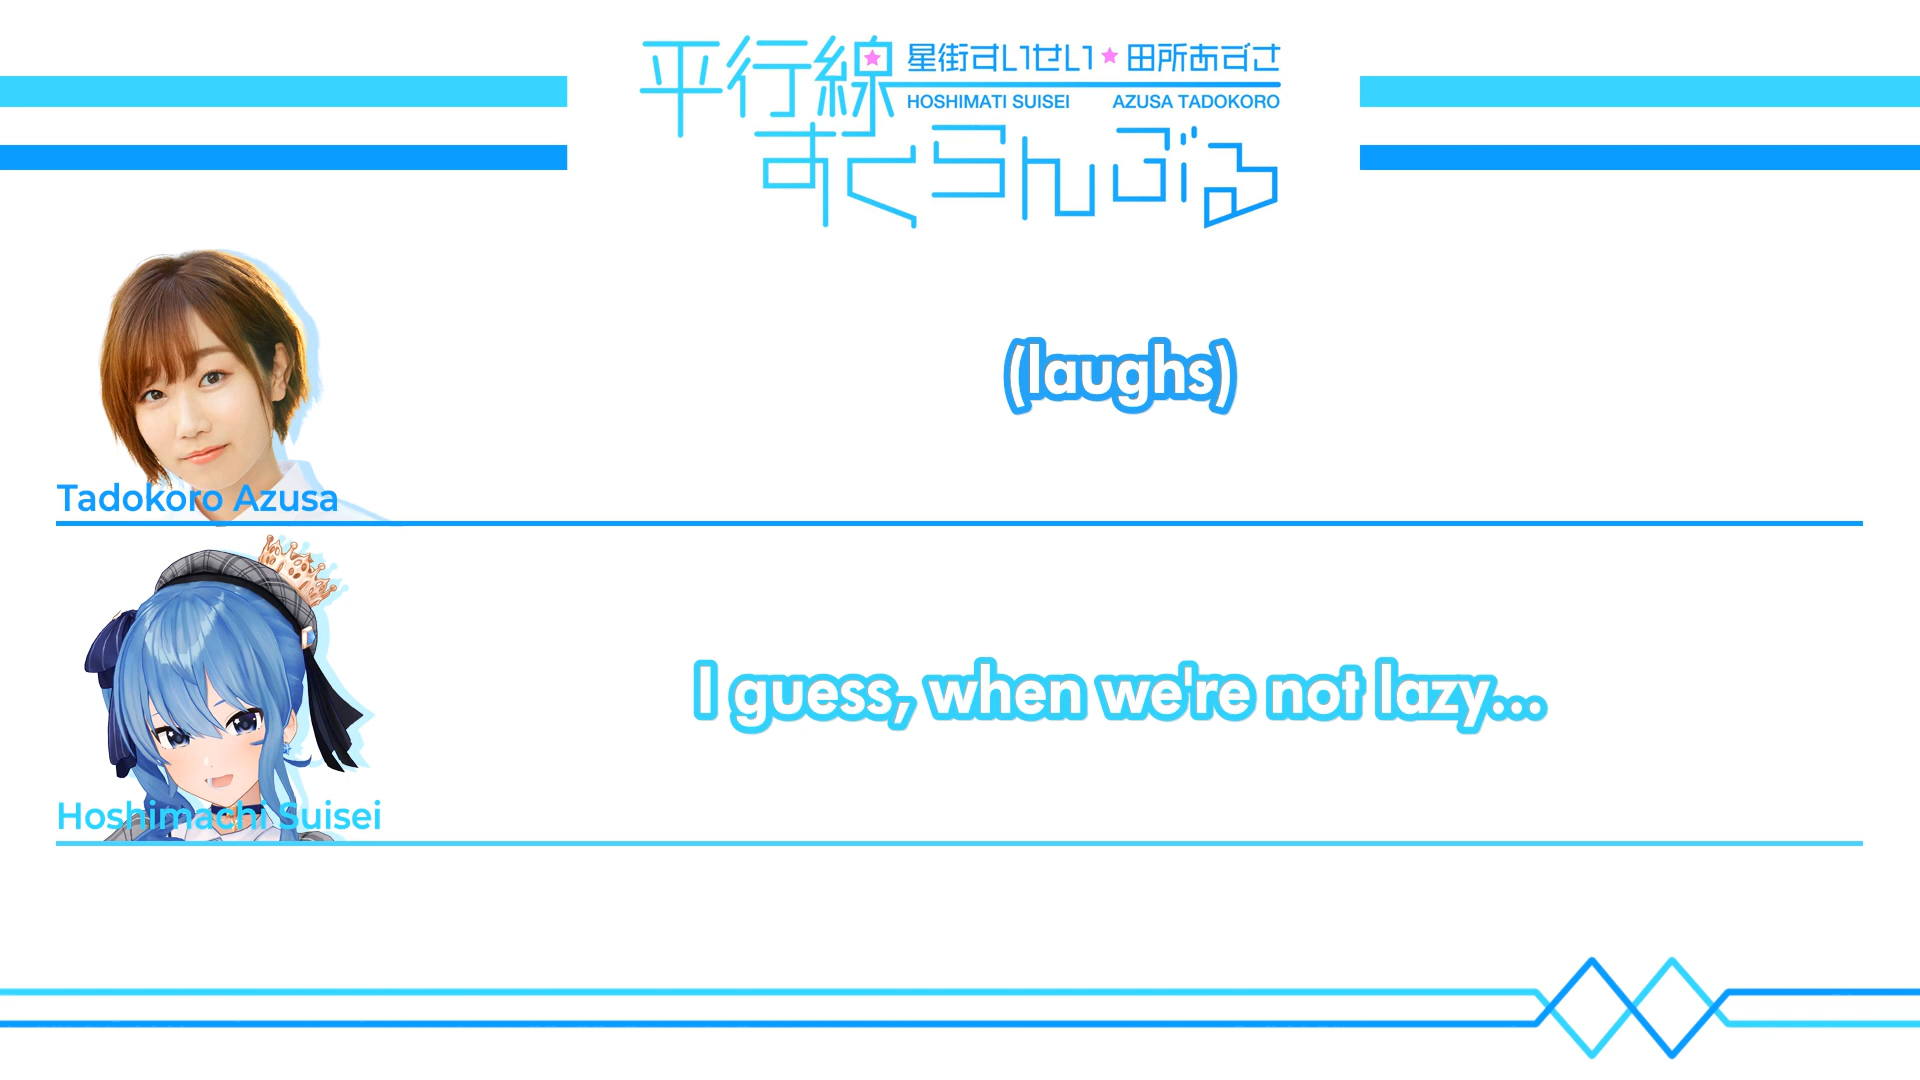 平行線
星街すいせい★田所あずさ
HOSHIMATI SUISEI AZUSA TADOKORO
すくらんぶる
(laughs)
Tadokoro Azusa
I guess, when we're not lazy...
Hoshimachi Suisei